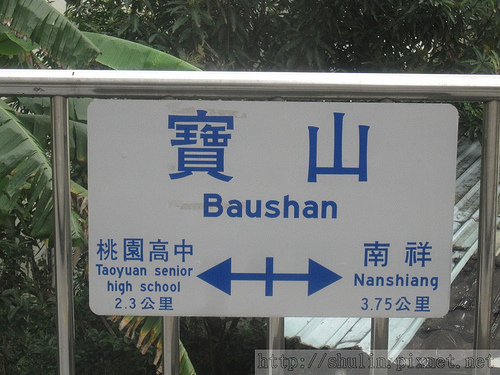 寶山
Baushan
桃園高中
Taoyuan senior
high school
2.3公里
南祥
Nanshiang
3.75公里
http://shulin.pixnet.net